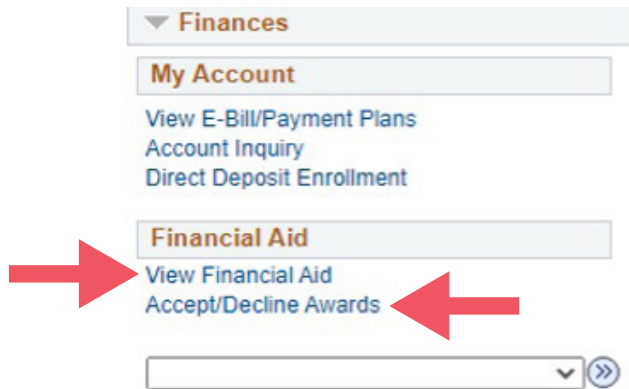 Finances
My Account
View E-Bill/Payment Plans
Account Inquiry
Direct Deposit Enrollment
Financial Aid
View Financial Aid
Accept/Decline Awards